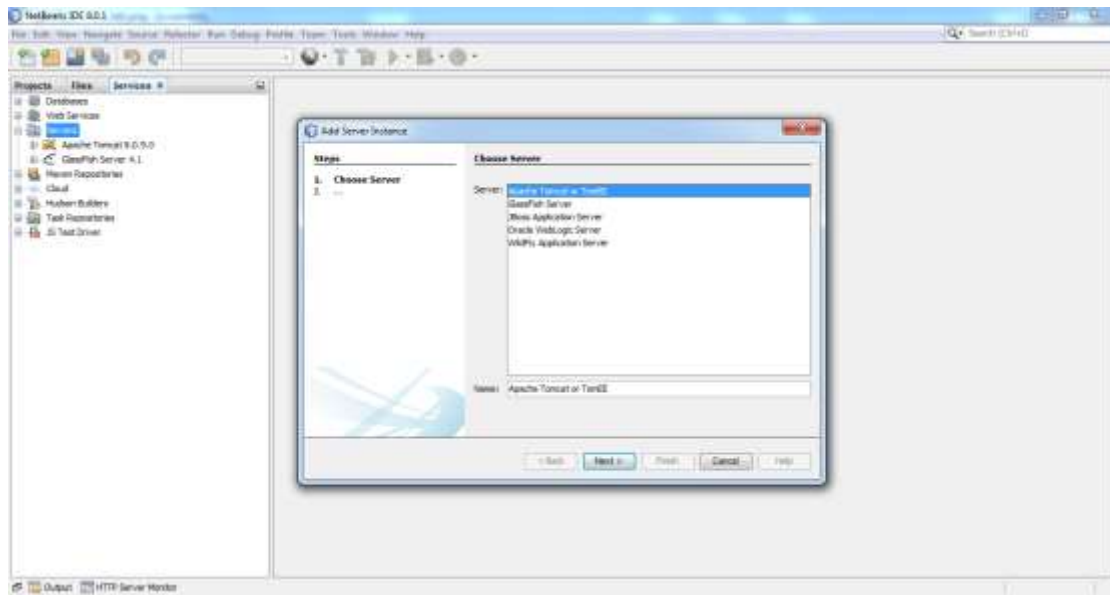 NetBeans IDE 8.0.1
File Edit View Navigate Source Refactor Run Debug Profile Team Tools Window Help
Search (Ctrl+I)
Projects Files Services
Databases
Web Services
Servers
Apache Tomcat 8.0.9.0
GlassFish Server 4.1
Maven Repositories
Cloud
Hudson Builders
Task Repositories
JS Test Driver
Add Server Instance
Steps
1. Choose Server
2. ...
Choose Server
Server: Apache Tomcat or TomEE
GlassFish Server
JBoss Application Server
Oracle WebLogic Server
WildFly Application Server
Name: Apache Tomcat or TomEE
< Back Next > Finish Cancel Help
Output HTTP Server Monitor